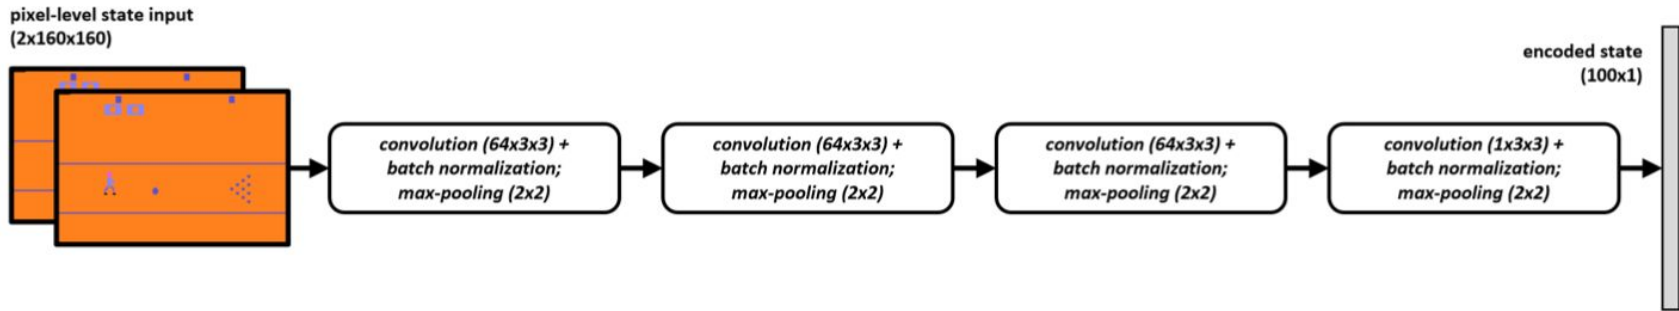 pixel-level state input
(2x160x160)
encoded state
(100x1)
convolution (64x3x3) +
batch normalization;
max-pooling (2x2)
convolution (64x3x3) +
batch normalization;
max-pooling (2x2)
convolution (64x3x3) +
batch normalization;
max-pooling (2x2)
convolution (1x3x3) +
batch normalization;
max-pooling (2x2)